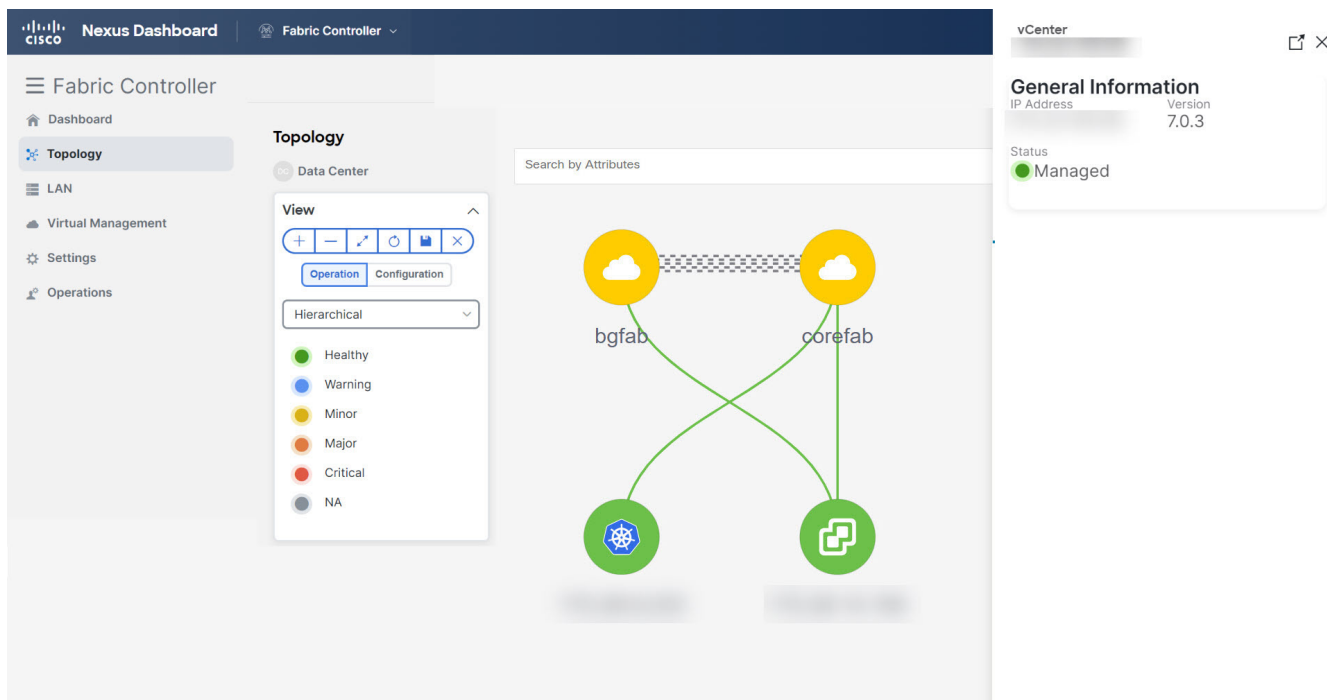 CISCO Nexus Dashboard Fabric Controller
Fabric Controller
Dashboard
Topology
LAN
Virtual Management
Settings
Operations
Topology
DC Data Center
View
Operation Configuration
Hierarchical
Healthy
Warning
Minor
Major
Critical
NA
Search by Attributes
bgfab corefab
vCenter
General Information
IP Address Version
7.0.3
Status
Managed